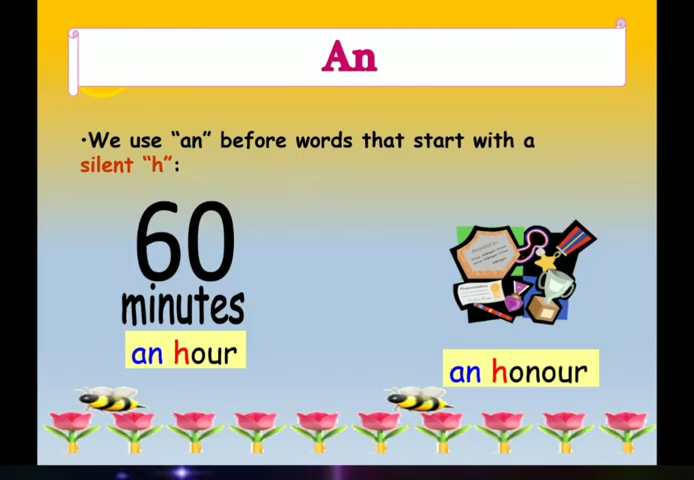 An
•We use “an” before words that start with a
silent “h”:
60
minutes
an hour
an honour